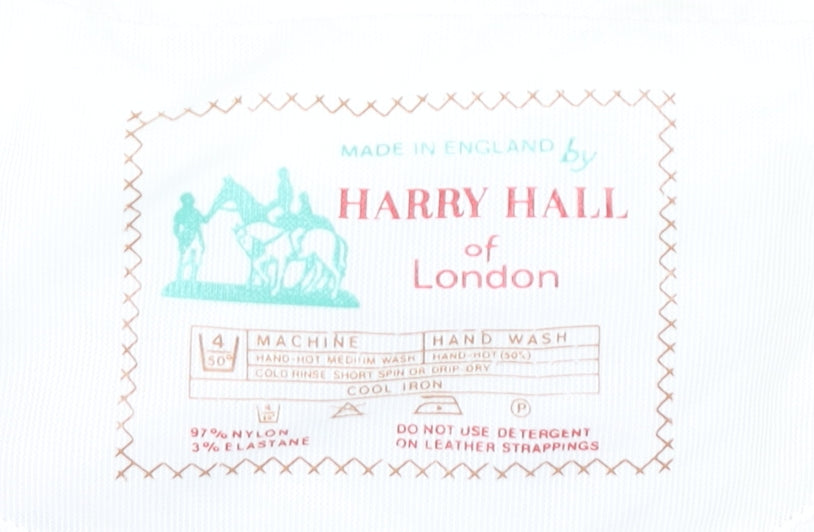 MADE IN ENGLAND by
HARRY HALL
of
London
4
50°
MACHINE
HAND WASH
HAND-HOT MEDIUM WASH
HAND-HOT (50%)
COLD RINSE SHORT SPIN OR DRIP-DRY
COOL IRON
4
P
97% NYLON
3% ELASTANE
DO NOT USE DETERGENT
ON LEATHER STRAPPINGS